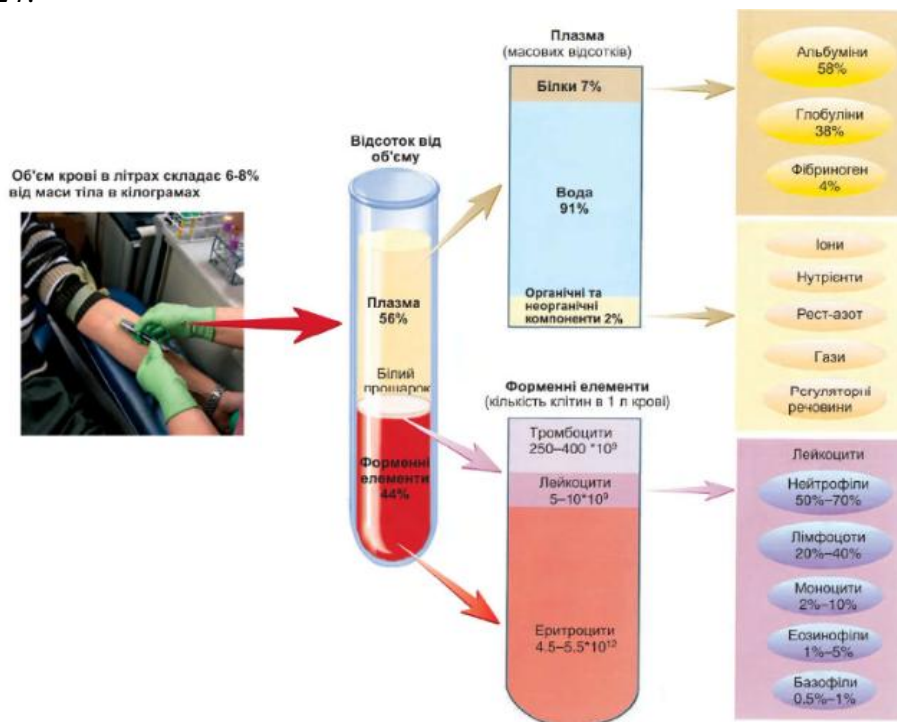 Об'єм крові в літрах складає 6-8%
від маси тіла в кілограмах
Відсоток від
об'єму
Плазма
56%
Білий
прошарок
Форменні
елементи
44%
Плазма
(масових відсотків)
Білки 7%
Вода
91%
Органічні та
неорганічні
компоненти 2%
Форменні елементи
(кількість клітин в 1 л крові)
Тромбоцити
250–400 *10⁹
Лейкоцити
5–10*10⁹
Еритроцити
4.5–5.5*10¹²
Альбуміни
58%
Глобуліни
38%
Фібриноген
4%
Іони
Нутрієнти
Рест-азот
Гази
Регуляторні
речовини
Лейкоцити
Нейтрофіли
50%–70%
Лімфоцоти
20%–40%
Моноцити
2%–10%
Еозинофіли
1%–5%
Базофіли
0.5%–1%